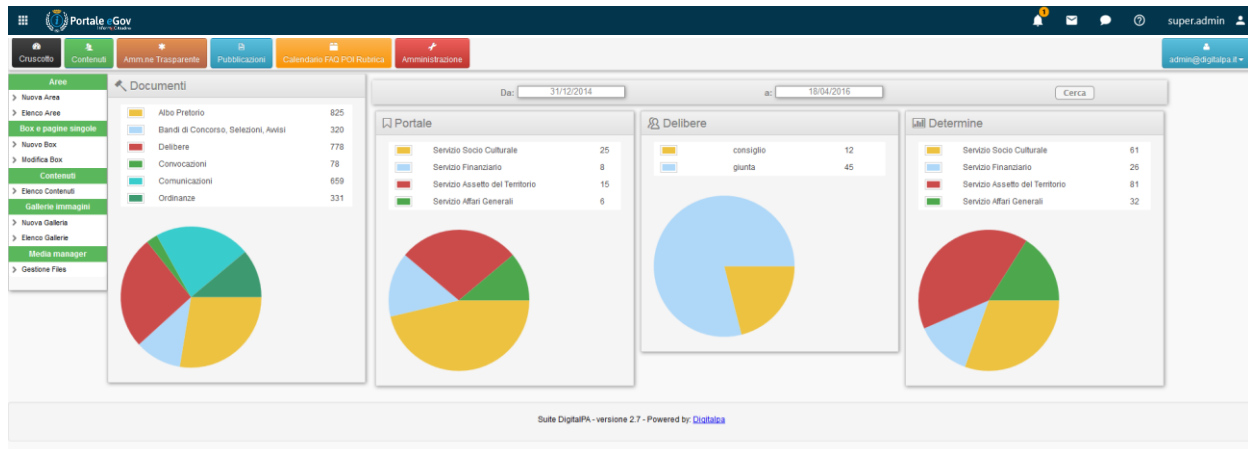 Portale eGov
1
super.admin
Cruscotto
Contenuti
Amm.ne Trasparente
Pubblicazioni
Calendario FAQ POI Rubrica
Amministrazione
admin@digitalpa.it
Aree
Nuova Area
Elenco Aree
Box e pagine singole
Nuovo Box
Modifica Box
Contenuti
Elenco Contenuti
Gallerie immagini
Nuova Galleria
Elenco Gallerie
Media manager
Gestione Files
Documenti
Albo Pretorio 825
Bandi di Concorso, Selezioni, Avvisi 320
Delibere 778
Convocazioni 78
Comunicazioni 659
Ordinanze 331
Da: 31/12/2014 a: 18/04/2016 Cerca
Portale
Servizio Socio Culturale 25
Servizio Finanziario 8
Servizio Assetto del Territorio 15
Servizio Affari Generali 6
Delibere
consiglio 12
giunta 45
Determine
Servizio Socio Culturale 61
Servizio Finanziario 26
Servizio Assetto del Territorio 81
Servizio Affari Generali 32
Suite DigitalPA - versione 2.7 - Powered by: Digitalpa